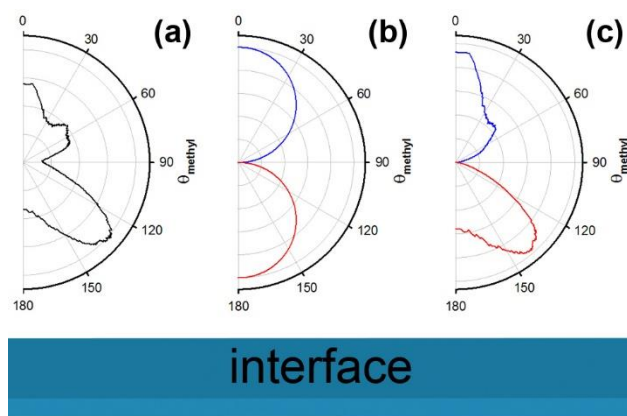 0 (a) 0 (b) 0 (c)
30 30 30
60 60 60
90 θmethyl 90 θmethyl 90 θmethyl
120 120 120
150 150 150
180 180 180
interface